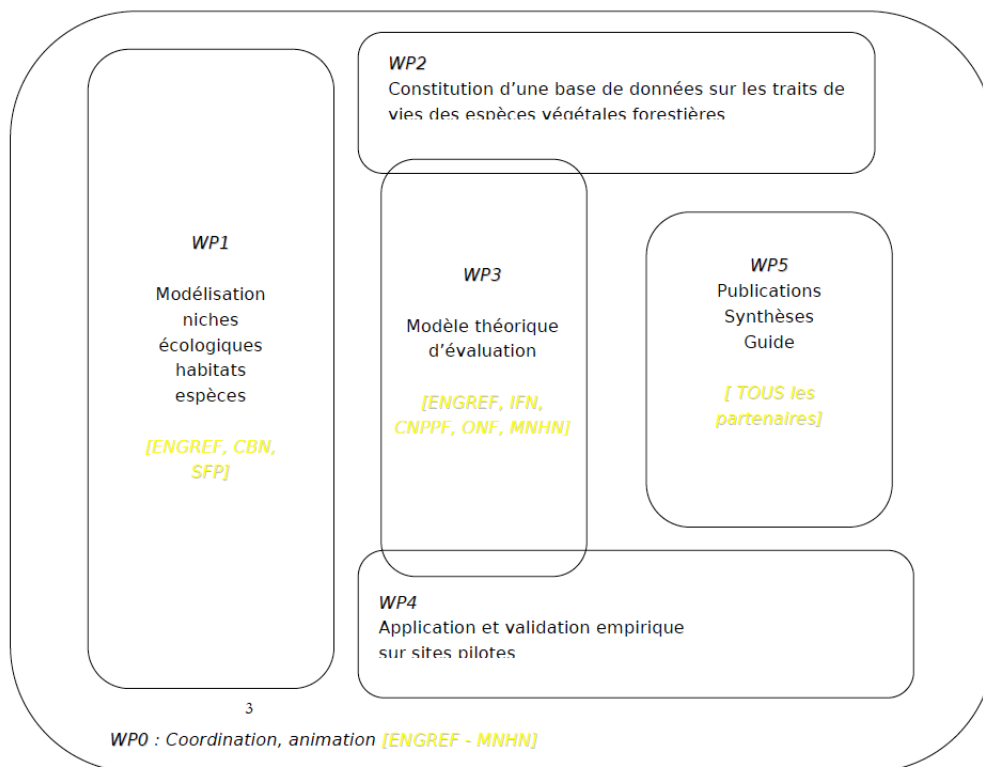 WP2
Constitution d’une base de données sur les traits de
vies des espèces végétales forestières
WP1
Modélisation
niches
écologiques
habitats
espèces
[ENGREF, CBN,
SFP]
WP3
Modèle théorique
d’évaluation
[ENGREF, IFN,
CNPPF, ONF, MNHN]
WP5
Publications
Synthèses
Guide
[ TOUS les
partenaires]
WP4
Application et validation empirique
sur sites pilotes
3
WP0 : Coordination, animation [ENGREF - MNHN]